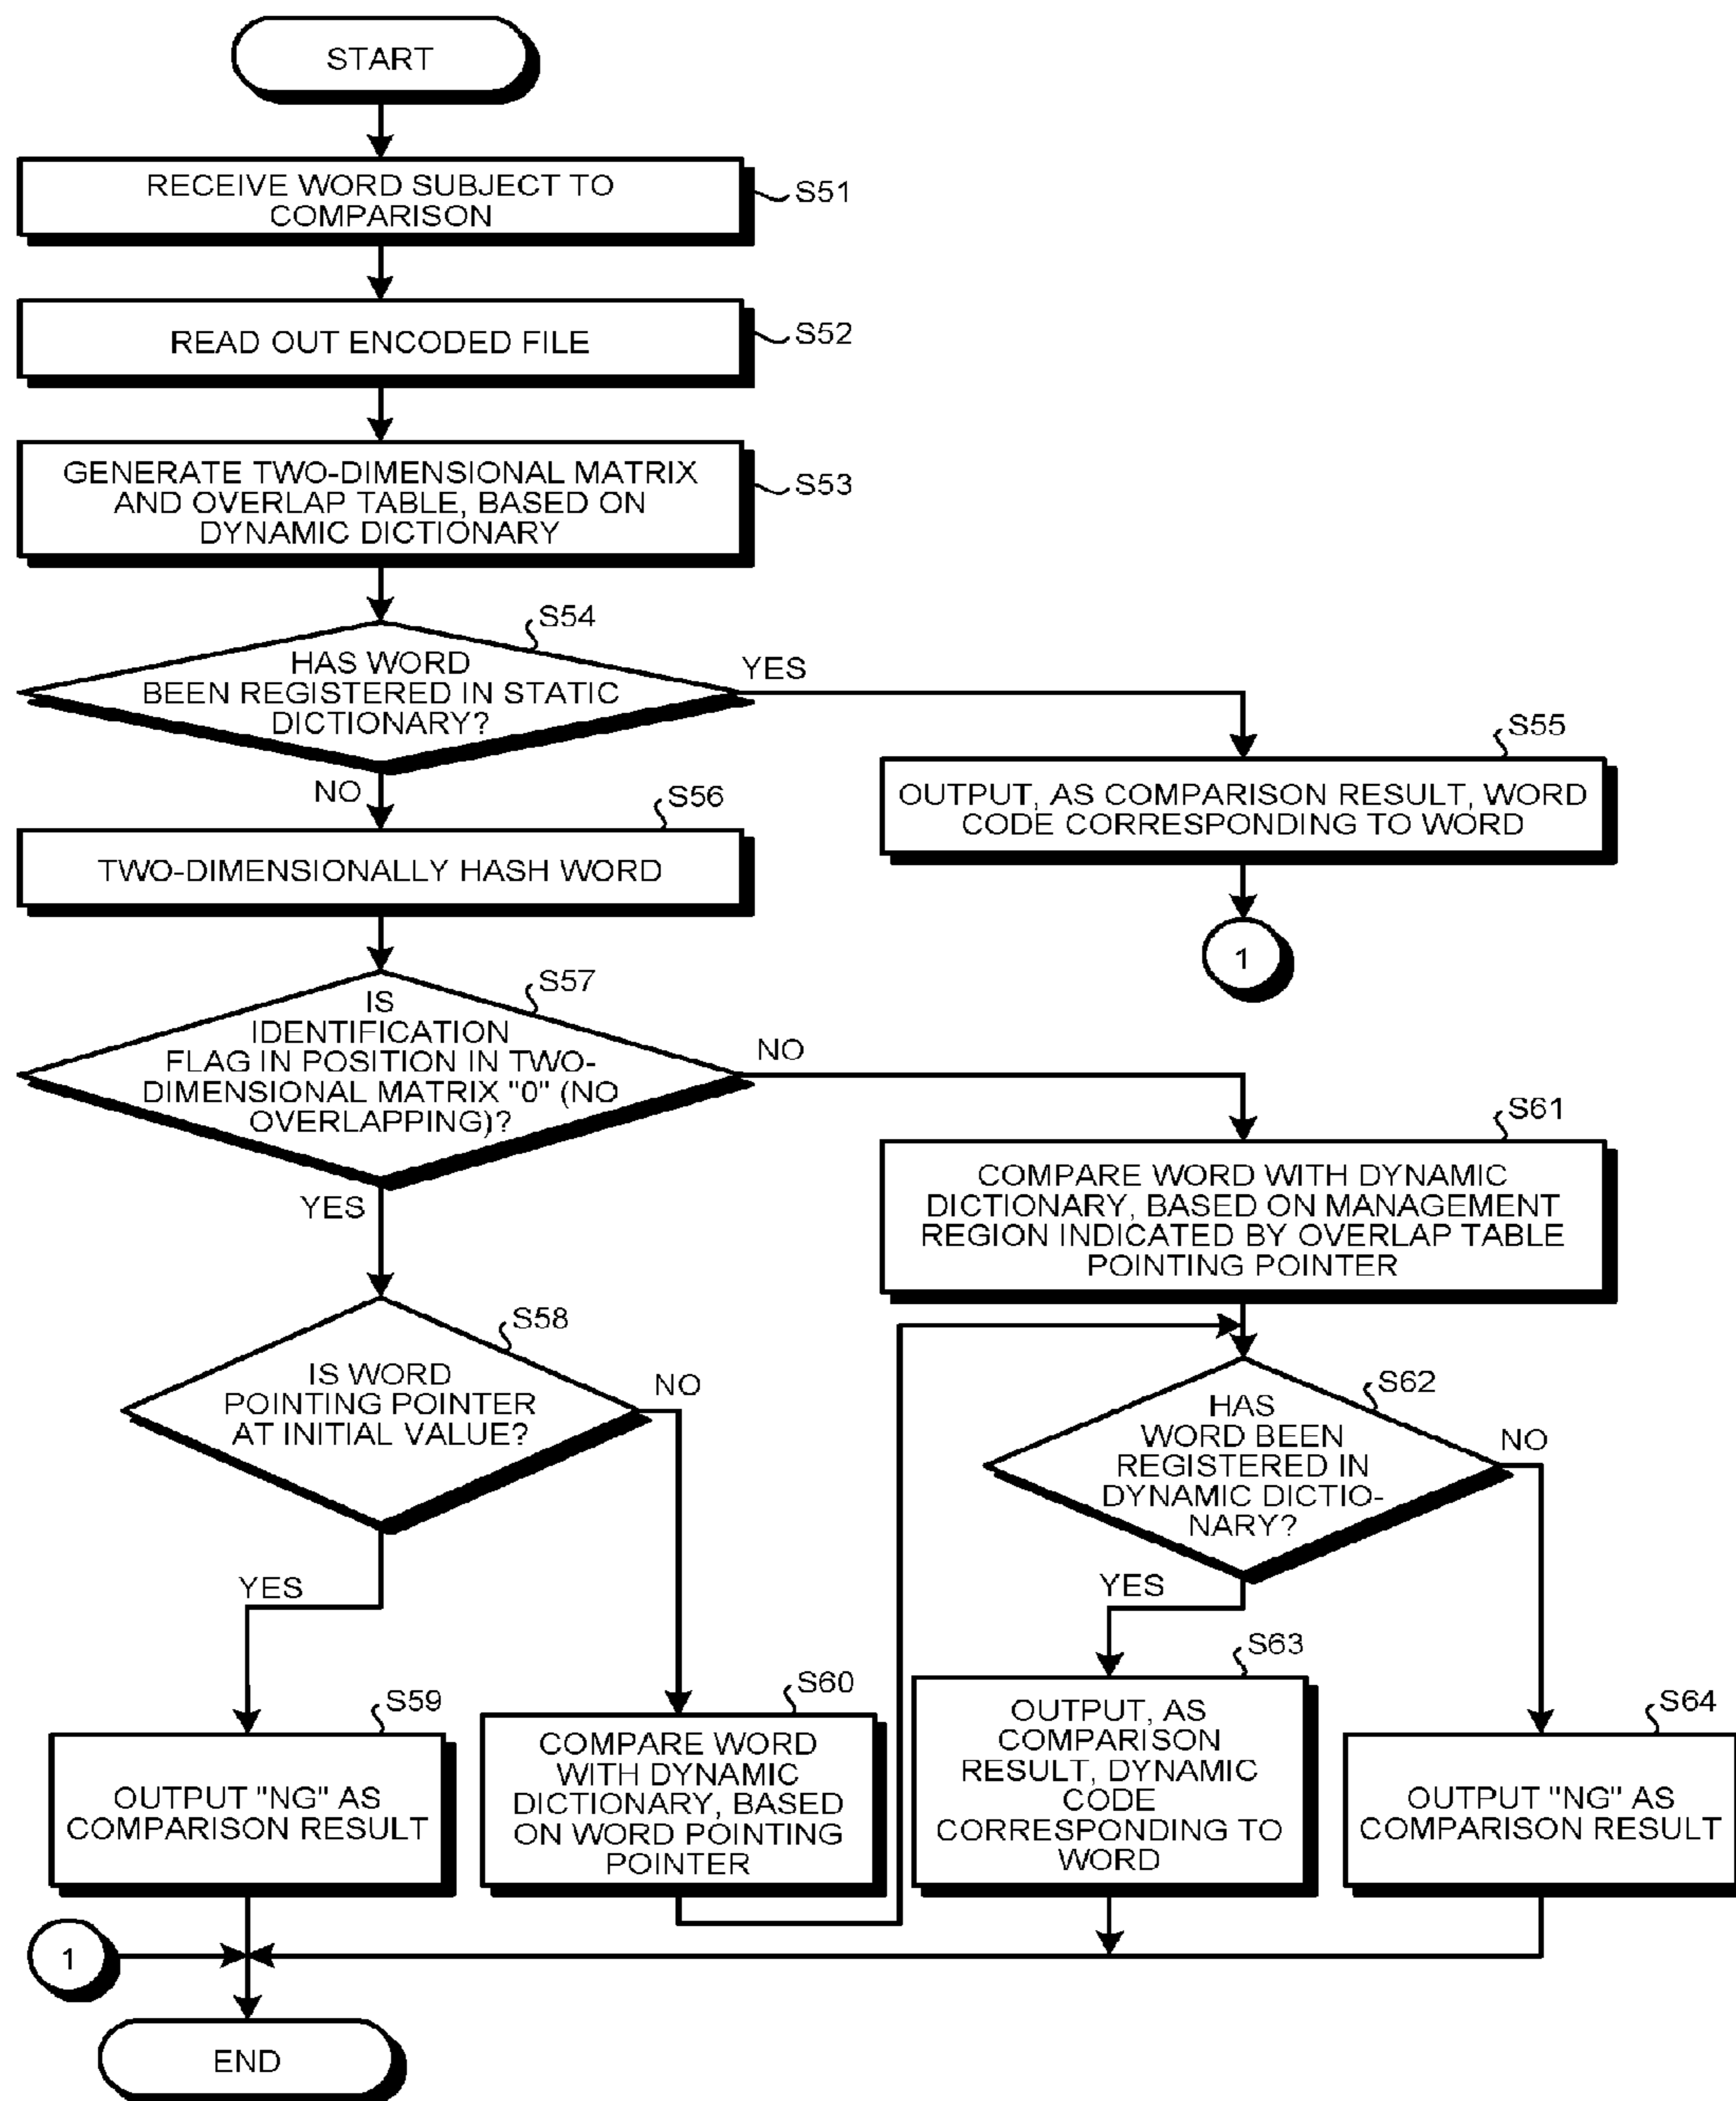 START
RECEIVE WORD SUBJECT TO
COMPARISON
S51
READ OUT ENCODED FILE
S52
GENERATE TWO-DIMENSIONAL MATRIX
AND OVERLAP TABLE, BASED ON
DYNAMIC DICTIONARY
S53
S54
HAS WORD
BEEN REGISTERED IN STATIC
DICTIONARY?
YES
NO
S55
OUTPUT, AS COMPARISON RESULT, WORD
CODE CORRESPONDING TO WORD
1
S56
TWO-DIMENSIONALLY HASH WORD
S57
IS
IDENTIFICATION
FLAG IN POSITION IN TWO-
DIMENSIONAL MATRIX "0" (NO
OVERLAPPING)?
NO
YES
S61
COMPARE WORD WITH DYNAMIC
DICTIONARY, BASED ON MANAGEMENT
REGION INDICATED BY OVERLAP TABLE
POINTING POINTER
S58
IS WORD
POINTING POINTER
AT INITIAL VALUE?
NO
YES
S62
HAS
WORD BEEN
REGISTERED IN
DYNAMIC DICTIO-
NARY?
NO
YES
S59
OUTPUT "NG" AS
COMPARISON RESULT
S60
COMPARE WORD
WITH DYNAMIC
DICTIONARY, BASED
ON WORD POINTING
POINTER
S63
OUTPUT, AS
COMPARISON
RESULT, DYNAMIC
CODE
CORRESPONDING TO
WORD
S64
OUTPUT "NG" AS
COMPARISON RESULT
1
END